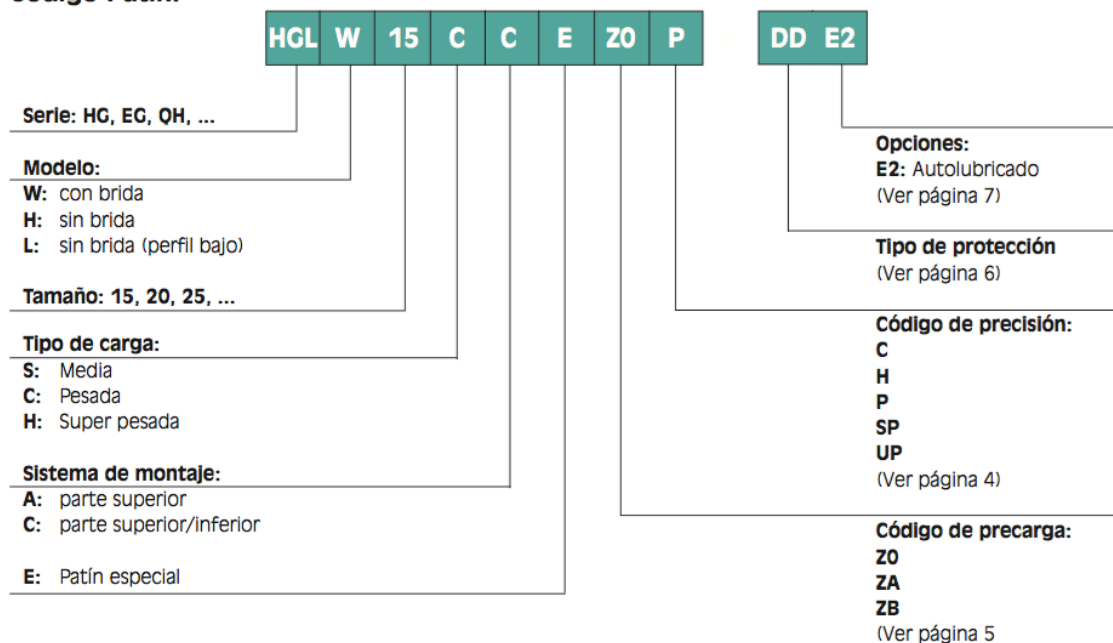 HGL W 15 C C E Z0 P DD E2
Serie: HG, EG, QH, ...
Modelo:
W: con brida
H: sin brida
L: sin brida (perfil bajo)
Tamaño: 15, 20, 25, ...
Tipo de carga:
S: Media
C: Pesada
H: Super pesada
Sistema de montaje:
A: parte superior
C: parte superior/inferior
E: Patín especial
Opciones:
E2: Autolubricado
(Ver página 7)
Tipo de protección
(Ver página 6)
Código de precisión:
C
H
P
SP
UP
(Ver página 4)
Código de precarga:
Z0
ZA
ZB
(Ver página 5